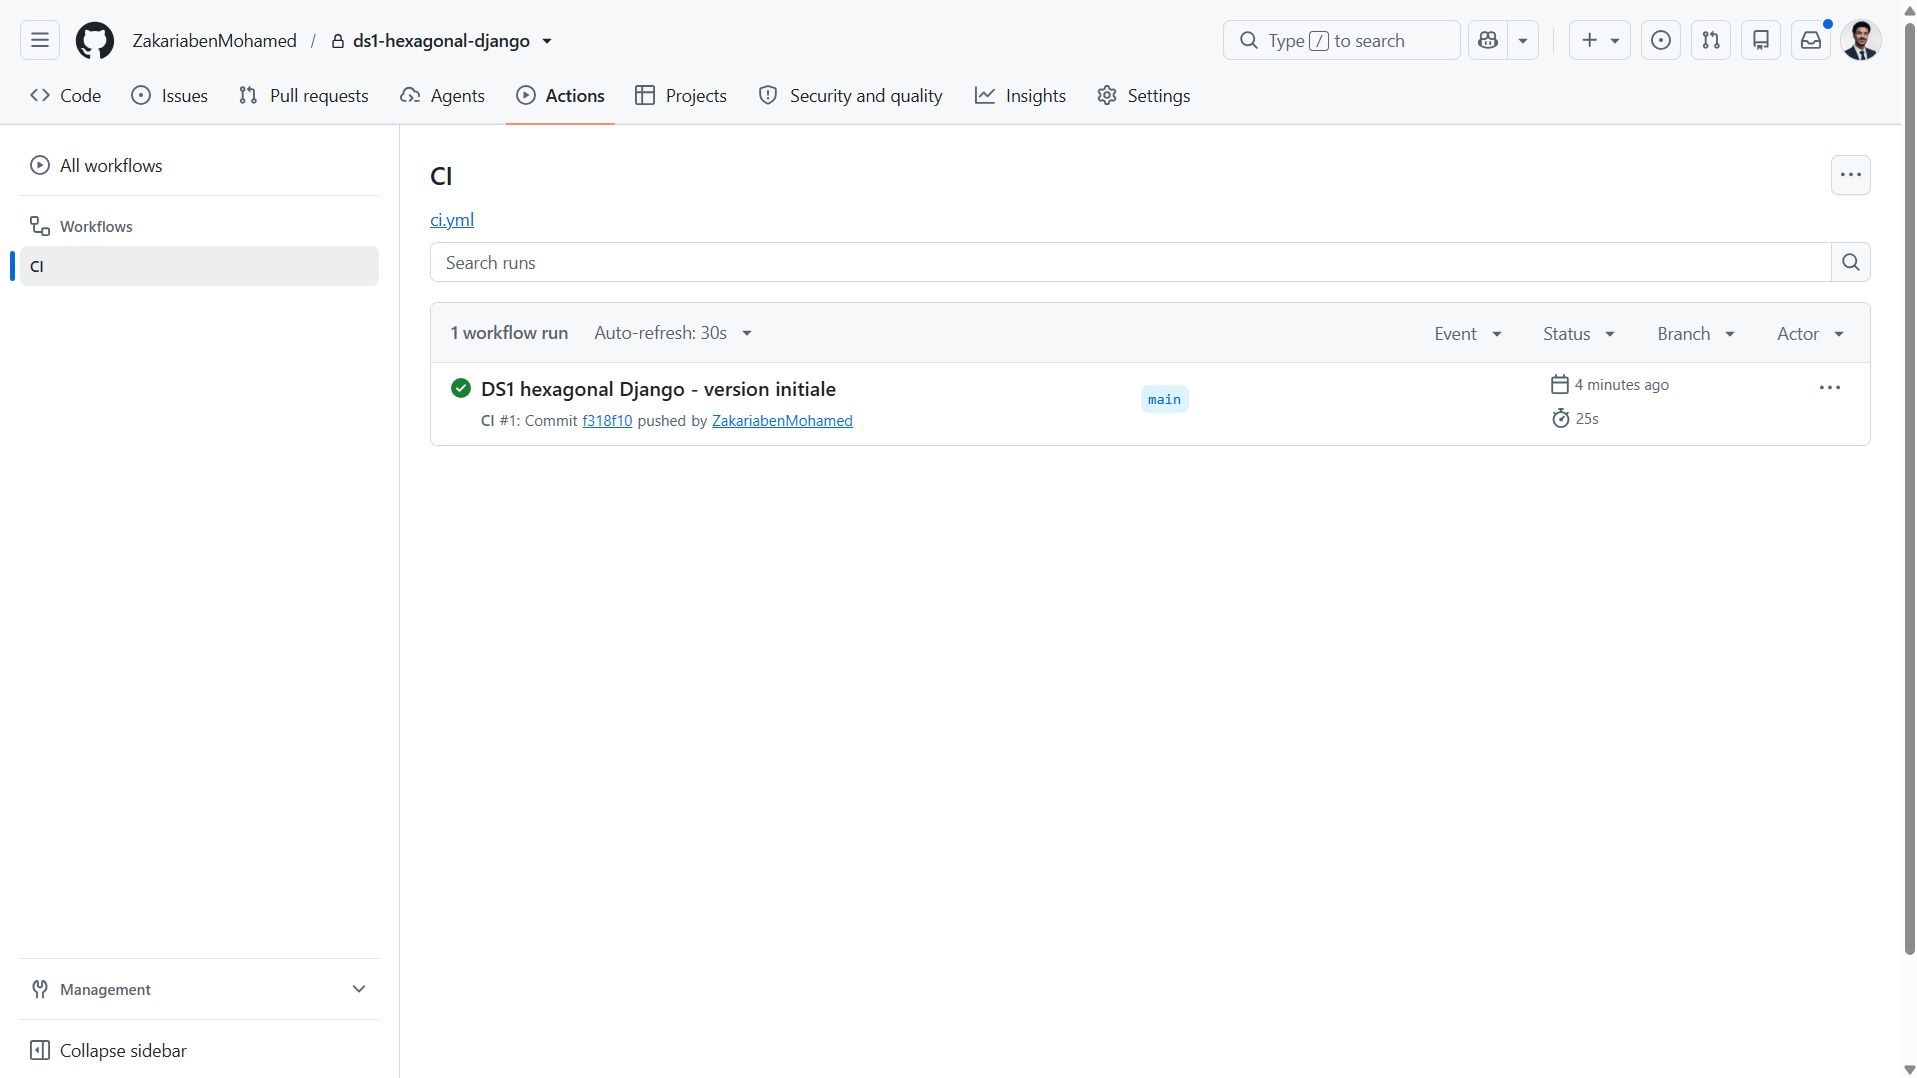 ZakariabenMohamed / ds1-hexagonal-django
Type / to search
Code Issues Pull requests Agents Actions Projects Security and quality Insights Settings
All workflows
Workflows
CI
Management
Collapse sidebar
CI
ci.yml
Search runs
1 workflow run Auto-refresh: 30s Event Status Branch Actor
DS1 hexagonal Django - version initiale
CI #1: Commit f318f10 pushed by ZakariabenMohamed
main
4 minutes ago
25s